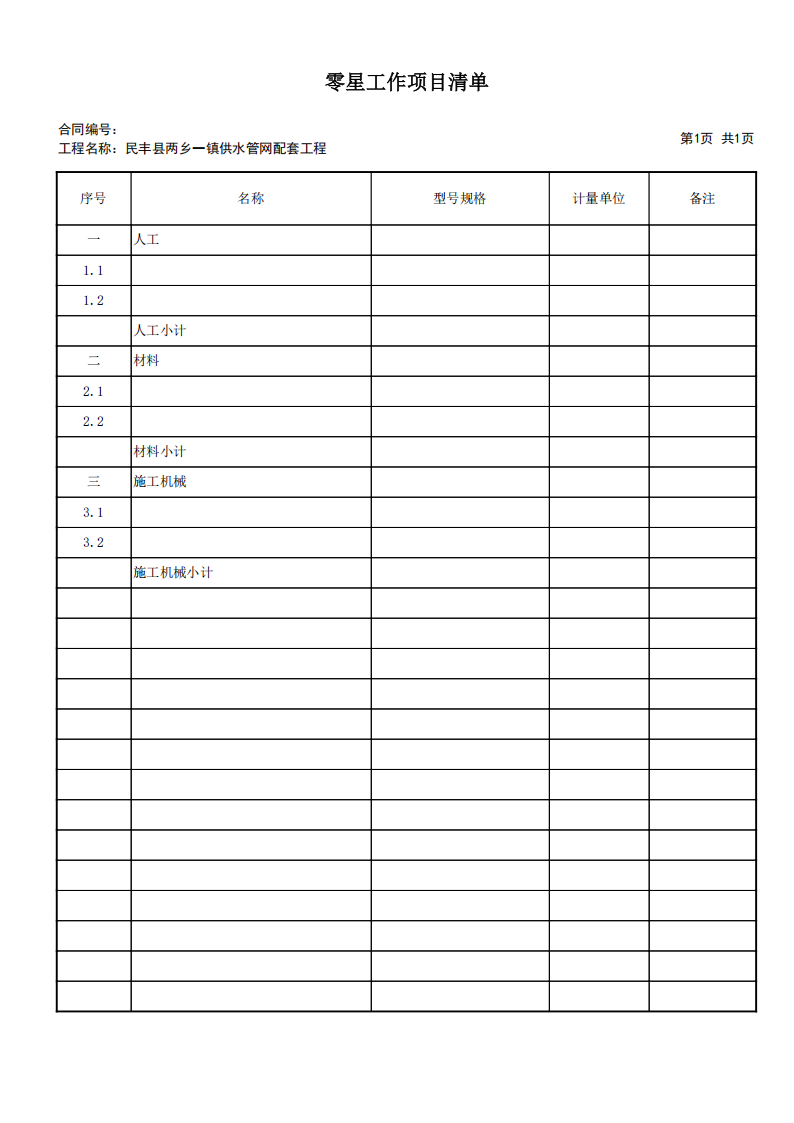 零星工作项目清单
合同编号：
工程名称：民丰县两乡一镇供水管网配套工程
第1页 共1页
序号 名称 型号规格 计量单位 备注
一 人工
1.1
1.2
人工小计
二 材料
2.1
2.2
材料小计
三 施工机械
3.1
3.2
施工机械小计